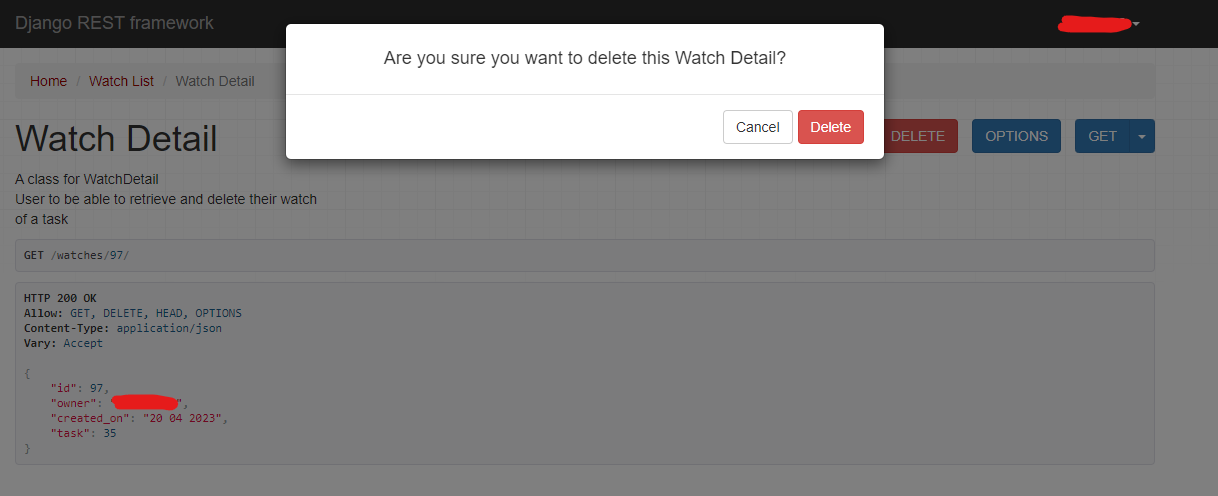 Django REST framework
Are you sure you want to delete this Watch Detail?
Cancel Delete
Home / Watch List / Watch Detail
Watch Detail
DELETE OPTIONS GET
A class for WatchDetail
User to be able to retrieve and delete their watch
of a task
GET /watches/97/
HTTP 200 OK
Allow: GET, DELETE, HEAD, OPTIONS
Content-Type: application/json
Vary: Accept
{
"id": 97,
"owner": "",
"created_on": "20 04 2023",
"task": 35
}